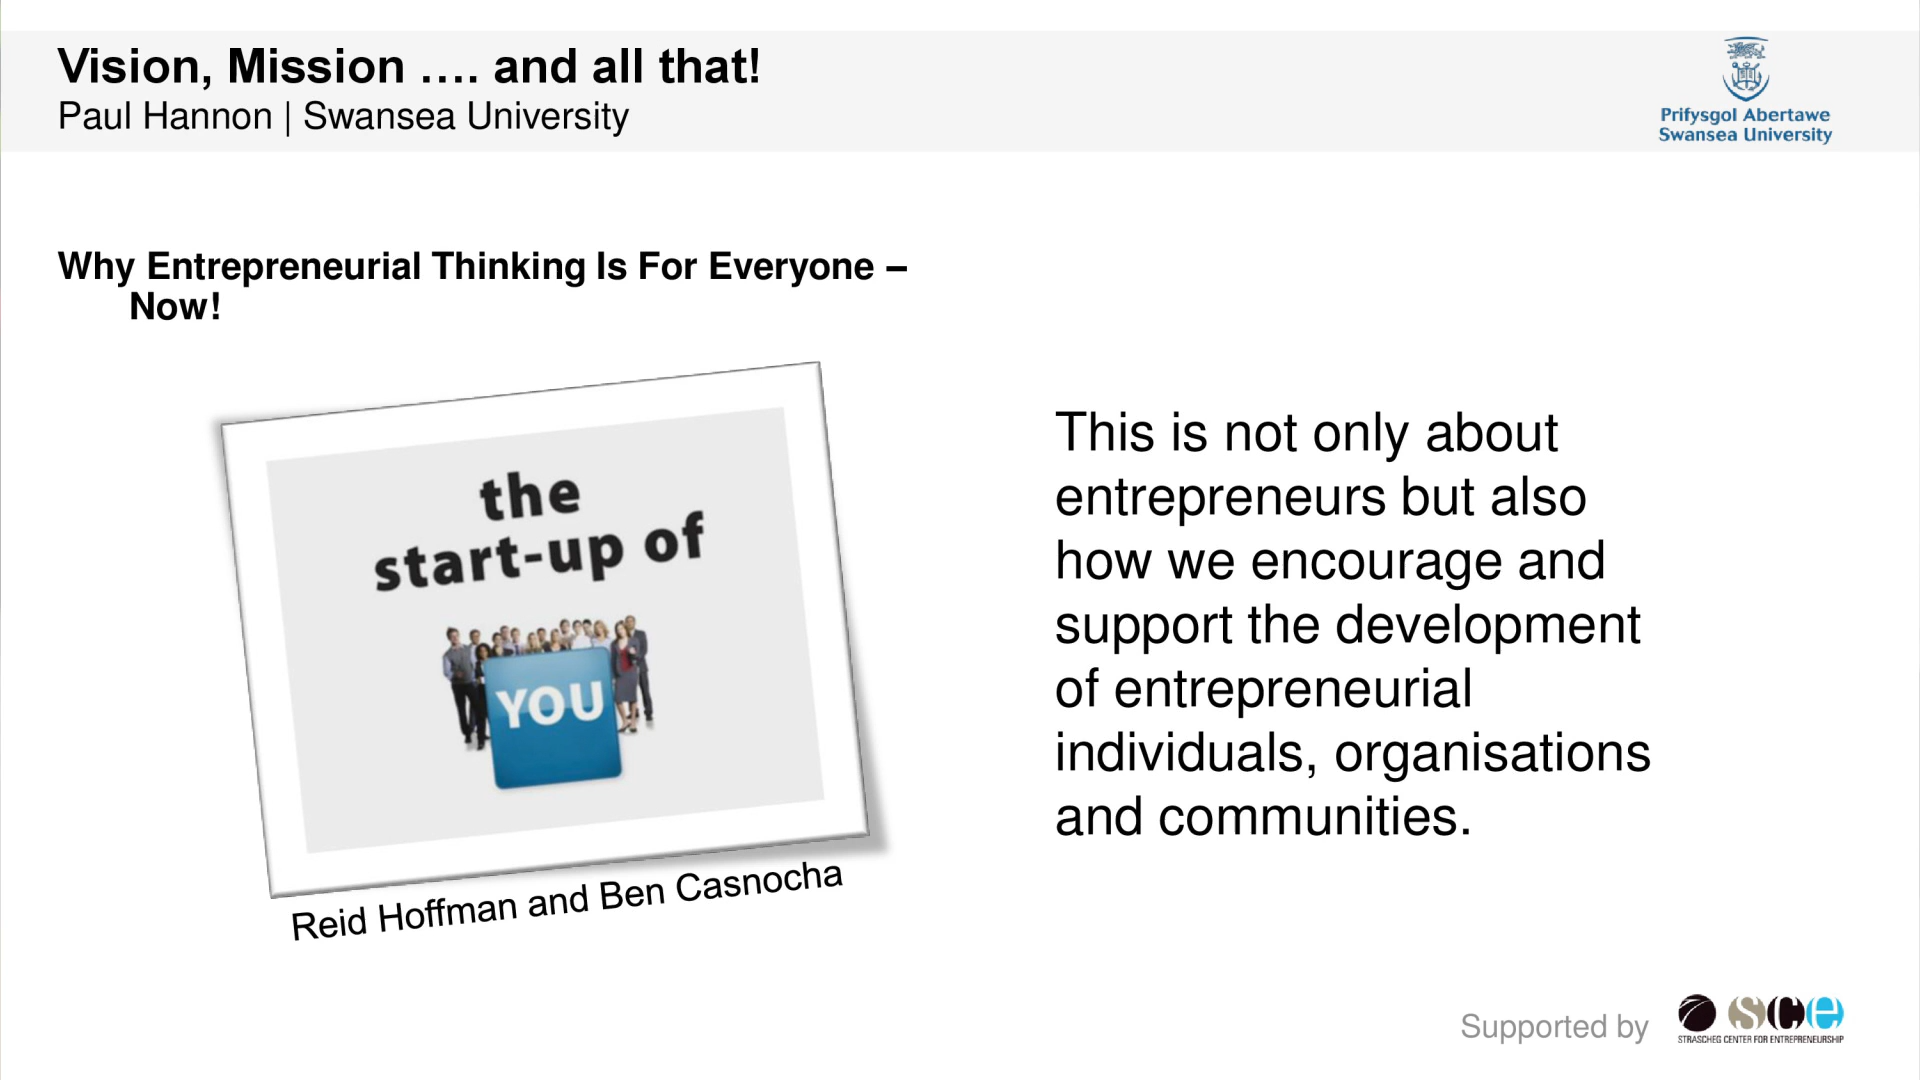 Vision, Mission .... and all that!
Paul Hannon | Swansea University
Prifysgol Abertawe
Swansea University
Why Entrepreneurial Thinking Is For Everyone –
Now!
the
start-up of
YOU
Reid Hoffman and Ben Casnocha
This is not only about
entrepreneurs but also
how we encourage and
support the development
of entrepreneurial
individuals, organisations
and communities.
Supported by
sce
STRASCHEG CENTER FOR ENTREPRENEURSHIP